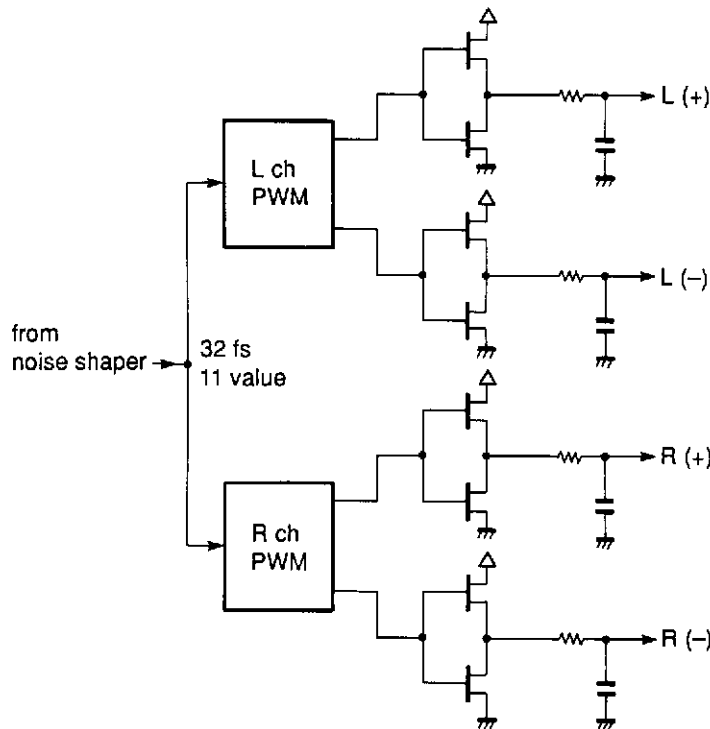 L (+)
L ch
PWM
L (−)
from
noise shaper
32 fs
11 value
R (+)
R ch
PWM
R (−)